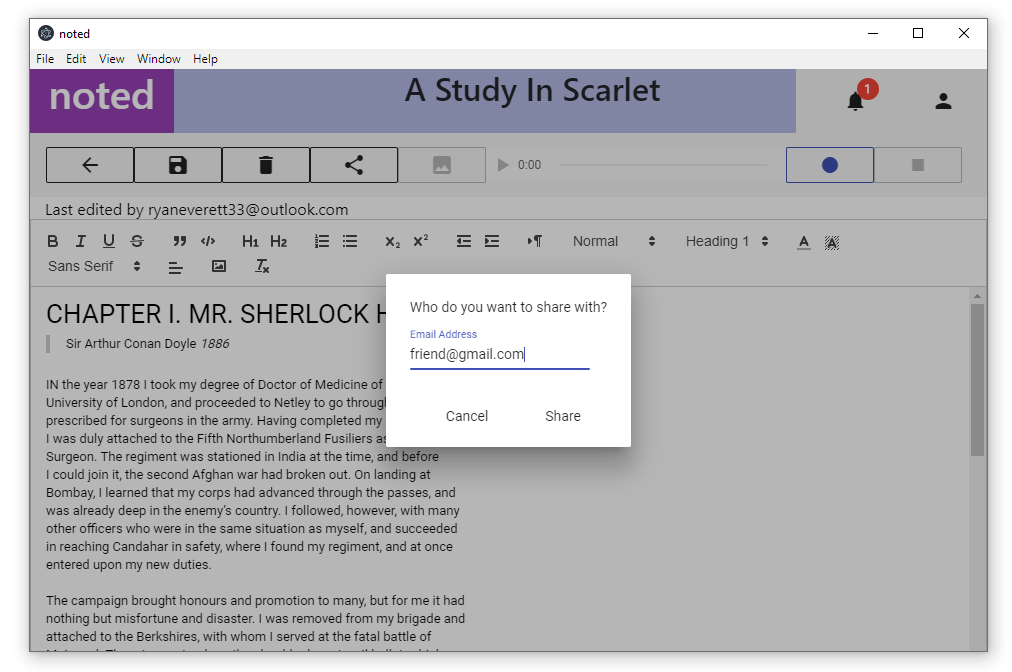 noted
File Edit View Window Help
noted
A Study In Scarlet
1
0:00
Last edited by ryaneverett33@outlook.com
B I U S ” </> H1 H2 X2 X2 ¶ Normal Heading 1 A A
Sans Serif Tx
Who do you want to share with?
Email Address
friend@gmail.com
Cancel Share
CHAPTER I. MR. SHERLOCK H
Sir Arthur Conan Doyle 1886
IN the year 1878 I took my degree of Doctor of Medicine of
University of London, and proceeded to Netley to go through
prescribed for surgeons in the army. Having completed my
I was duly attached to the Fifth Northumberland Fusiliers as
Surgeon. The regiment was stationed in India at the time, and before
I could join it, the second Afghan war had broken out. On landing at
Bombay, I learned that my corps had advanced through the passes, and
was already deep in the enemy’s country. I followed, however, with many
other officers who were in the same situation as myself, and succeeded
in reaching Candahar in safety, where I found my regiment, and at once
entered upon my new duties.
The campaign brought honours and promotion to many, but for me it had
nothing but misfortune and disaster. I was removed from my brigade and
attached to the Berkshires, with whom I served at the fatal battle of